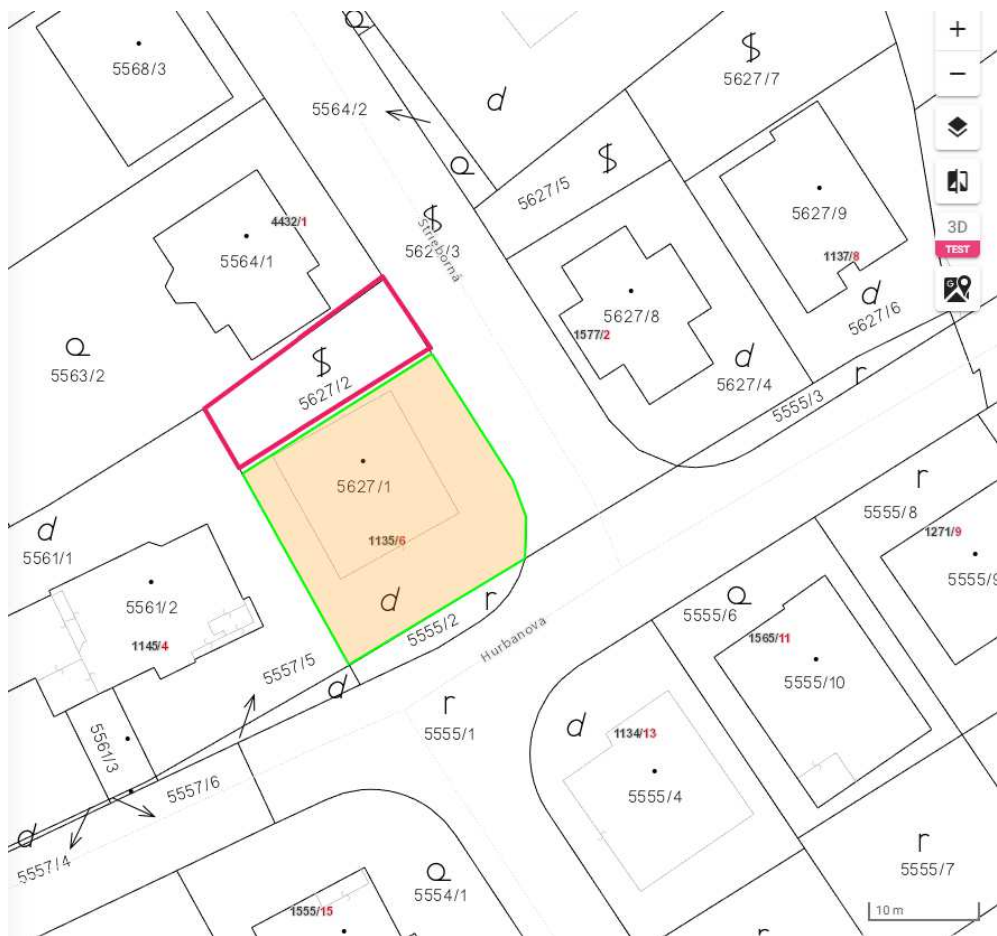 5568/3
5564/2
5627/7
5627/5
5627/9
1137/8
5627/6
4432/1
5564/1
5627/3
Strieborná
5627/8
1577/2
5627/4
5563/2
5627/2
5555/3
5627/1
1135/6
5561/1
5561/2
1145/4
5555/2
Hurbanova
5557/5
5561/3
5557/6
5557/4
5555/1
5555/8
1271/9
5555/6
1565/11
5555/10
1134/13
5555/4
5555/7
5554/1
1555/15
d
d
d
d
d
d
d
d
r
r
r
r
r
+
−
3D
TEST
G
10 m